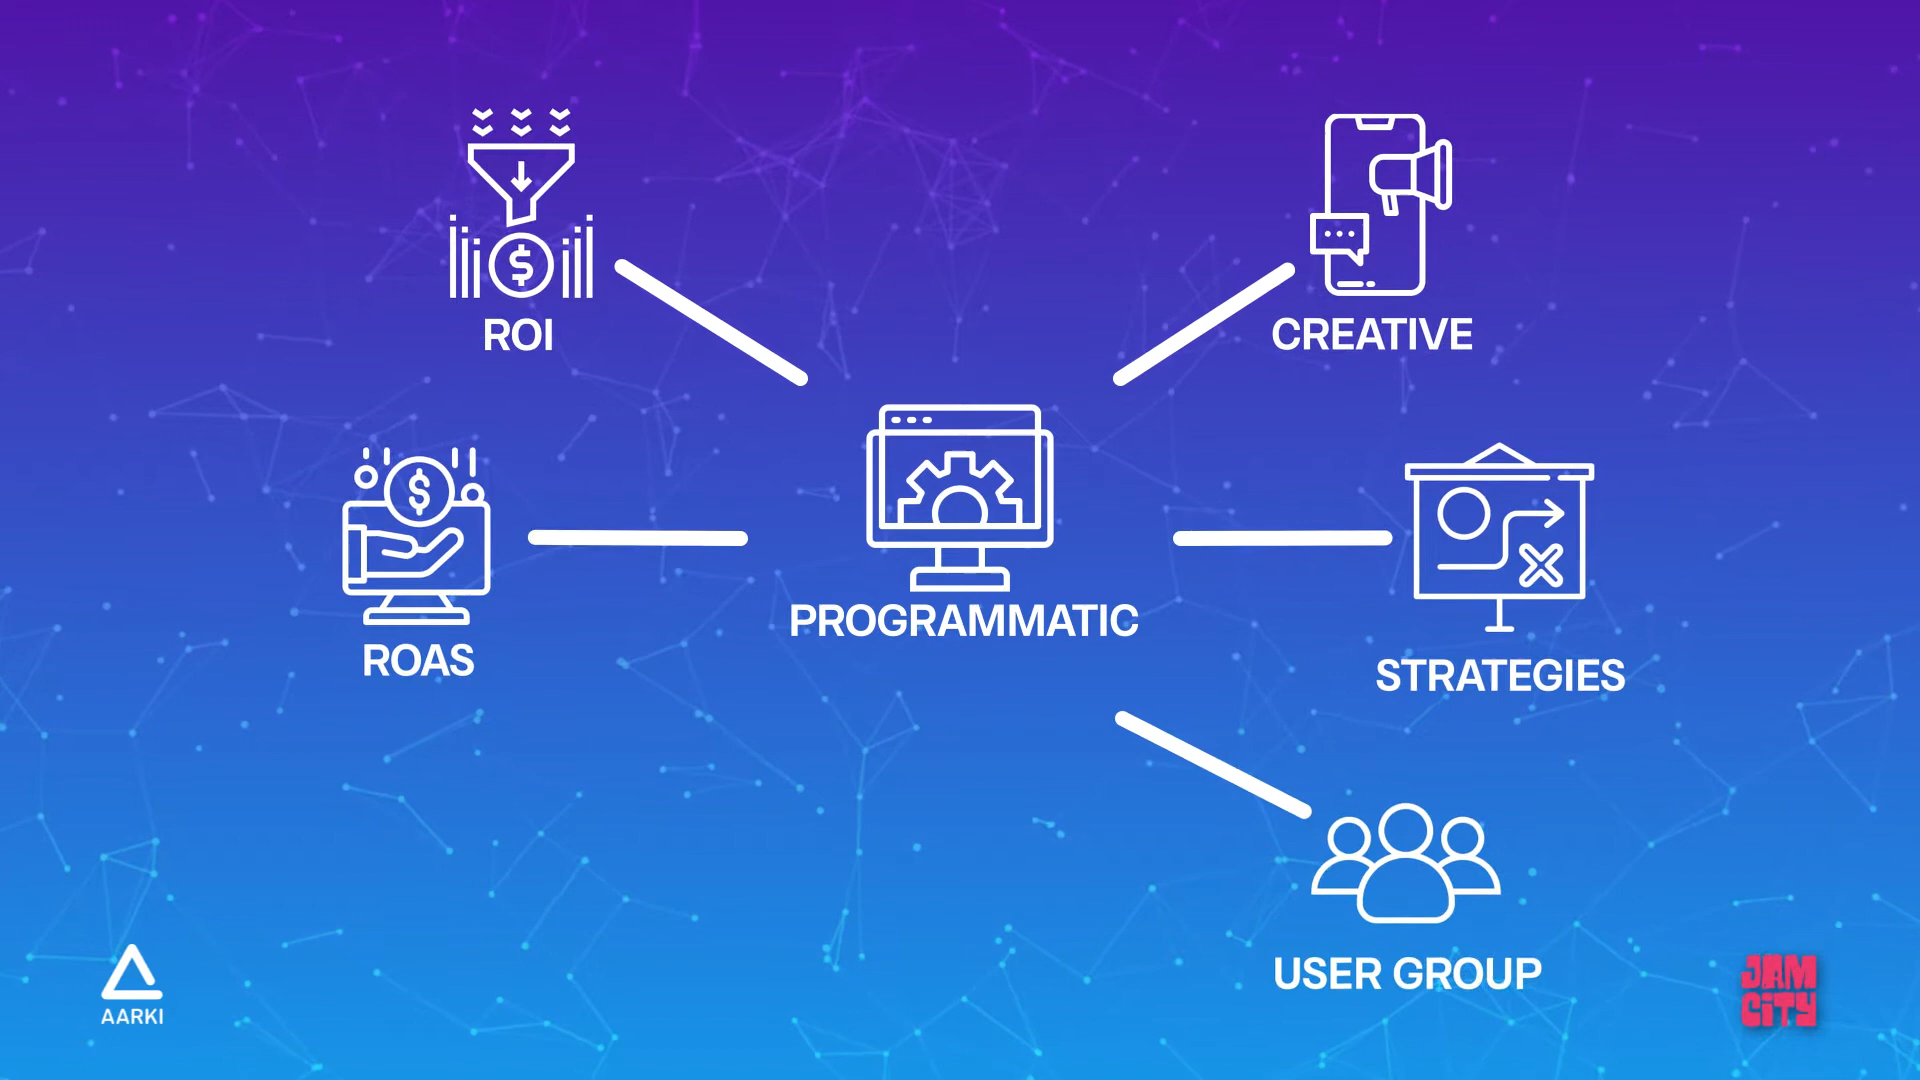 ROI
CREATIVE
ROAS
PROGRAMMATIC
STRATEGIES
USER GROUP
AARKI
JAM
CITY